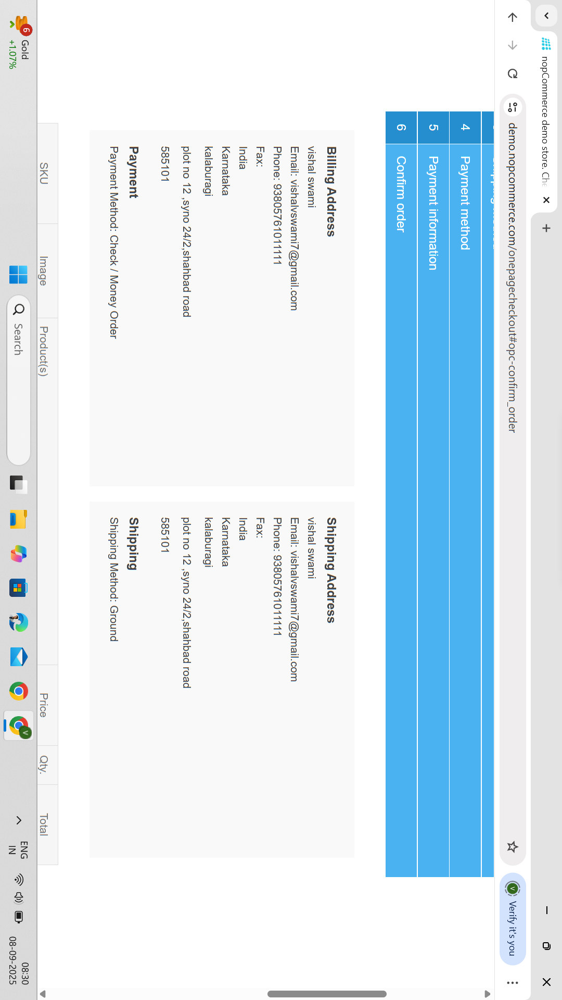 nopCommerce demo store. Che
demo.nopcommerce.com/onepagecheckout#opc-confirm_order
Verify it's you
4 Payment method
5 Payment information
6 Confirm order
Billing Address
vishal swami
Email: vishalvswami7@gmail.com
Phone: 9380576101111
Fax:
India
Karnataka
kalaburagi
plot no 12 ,syno 24/2,shahbad road
585101
Payment
Payment Method: Check / Money Order
Shipping Address
vishal swami
Email: vishalvswami7@gmail.com
Phone: 9380576101111
Fax:
India
Karnataka
kalaburagi
plot no 12 ,syno 24/2,shahbad road
585101
Shipping
Shipping Method: Ground
SKU Image Product(s) Price Qty. Total
6
Gold
+1.07%
Search
V
ENG
IN
08:30
08-09-2025